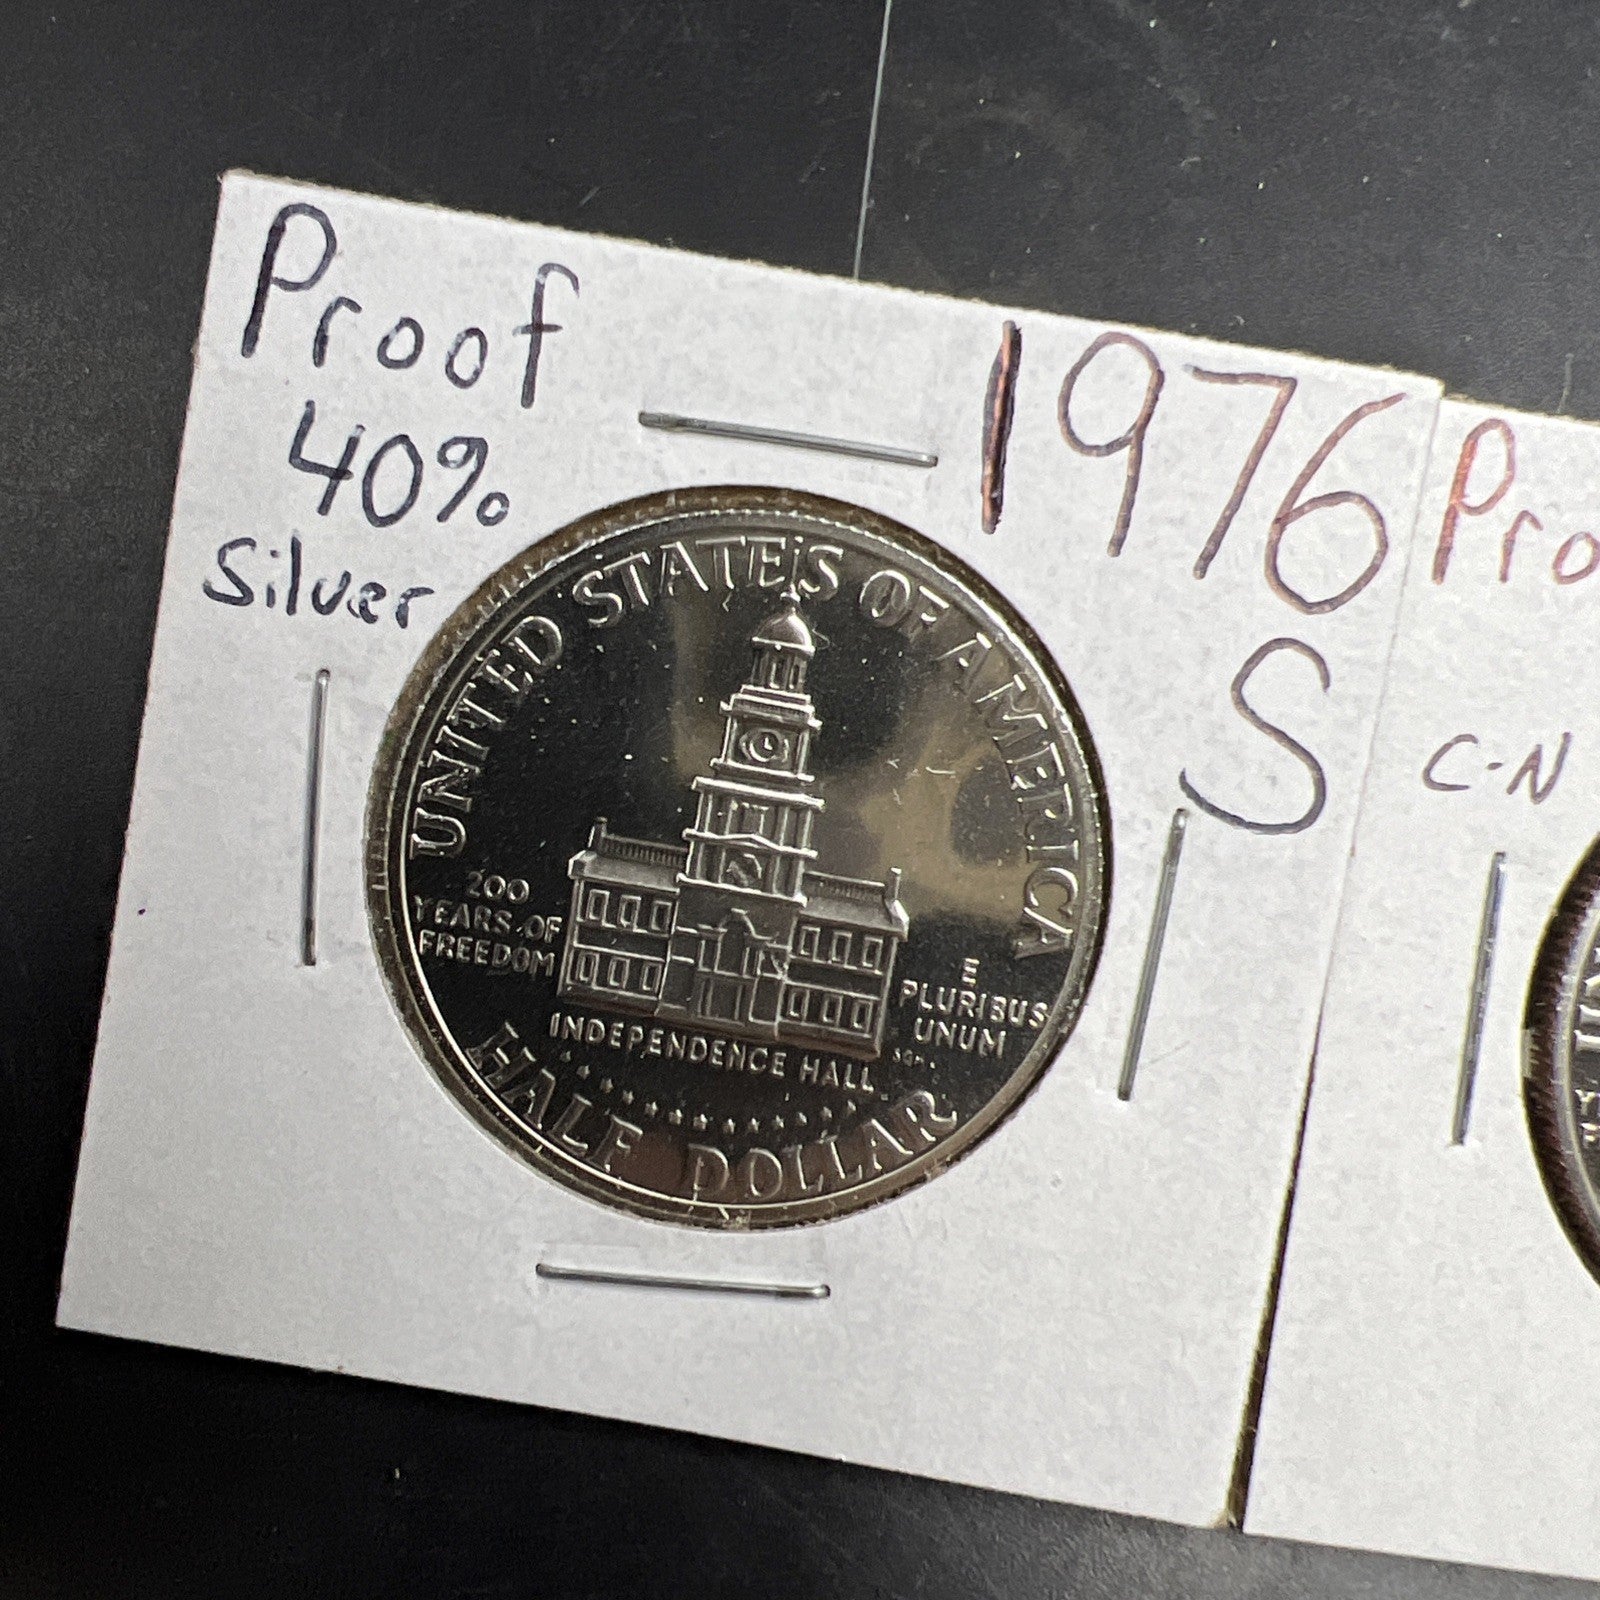 Proof
40%
Silver
1976
S
UNITED STATES OF AMERICA
200
YEARS OF
FREEDOM
E
PLURIBUS
UNUM
INDEPENDENCE HALL
HALF DOLLAR
Pro
C-N